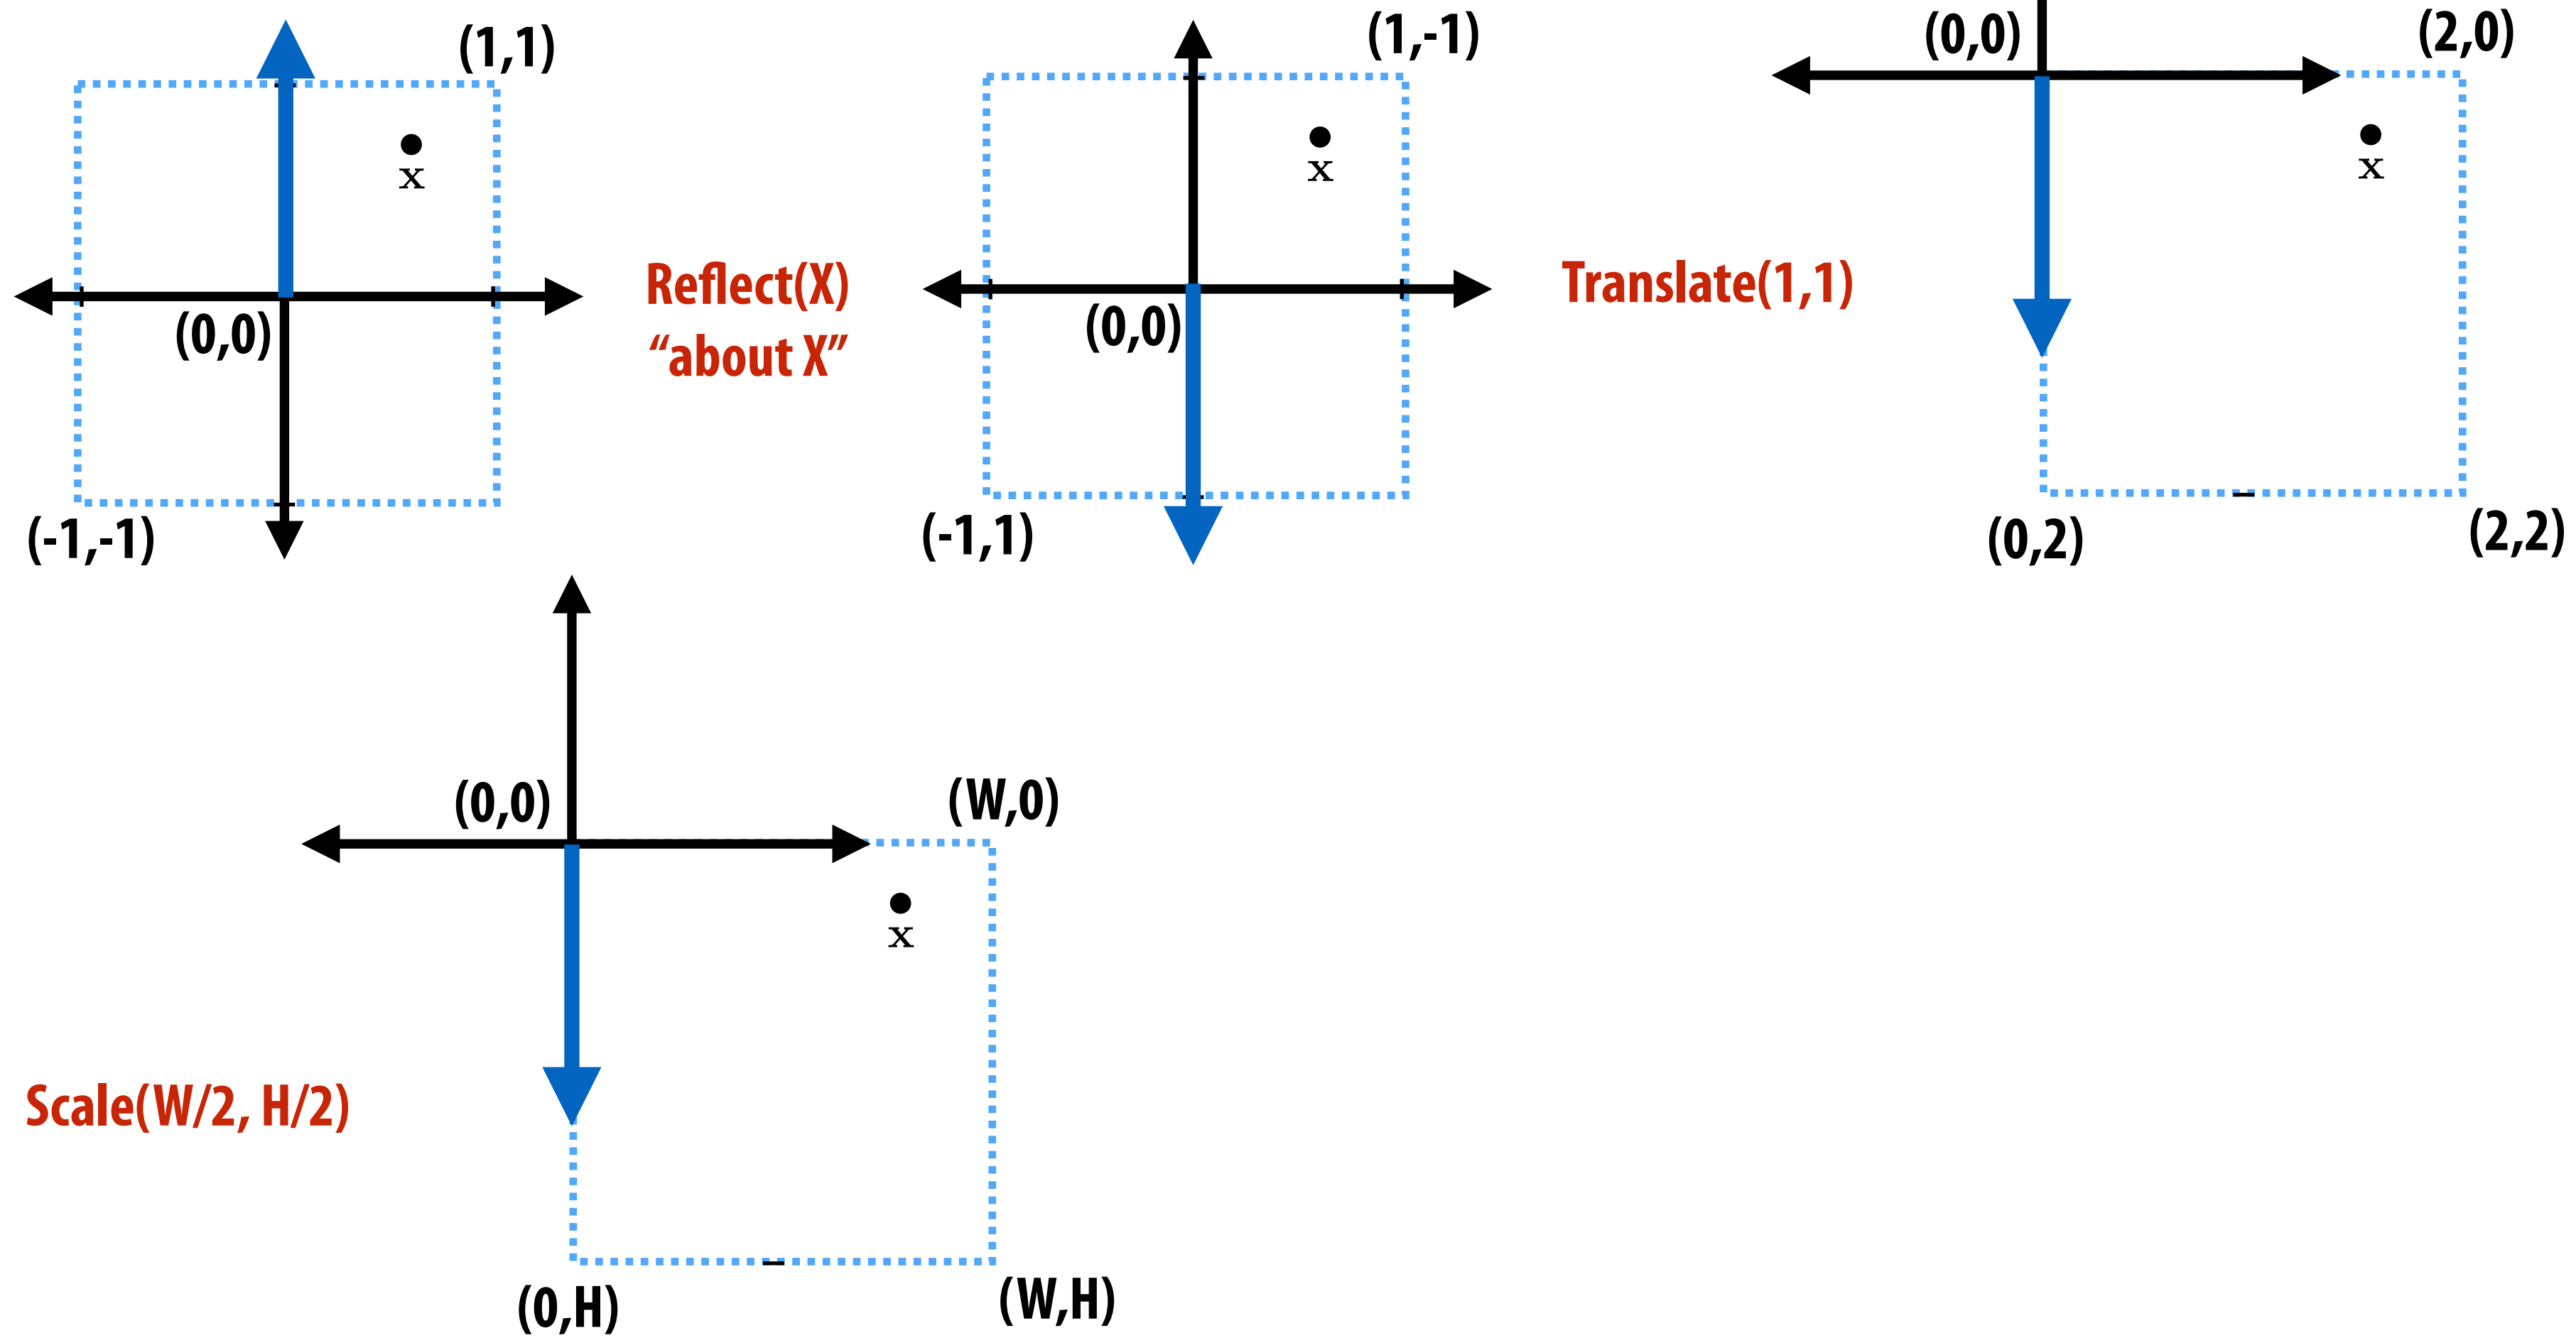 (1,1)
x
(0,0)
(-1,-1)
Reflect(X)
“about X”
(1,-1)
x
(0,0)
(-1,1)
Translate(1,1)
(0,0)
(2,0)
x
(0,2)
(2,2)
Scale(W/2, H/2)
(0,0)
(W,0)
x
(0,H)
(W,H)